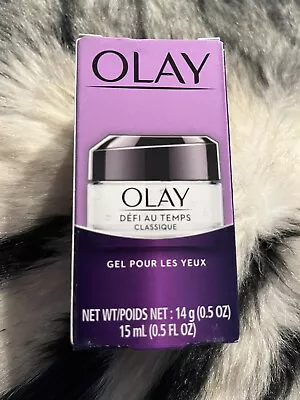 OLAY
OLAY
DÉFI AU TEMPS
CLASSIQUE
GEL POUR LES YEUX
NET WT/POIDS NET : 14 g (0.5 OZ)
15 mL (0.5 FL OZ)